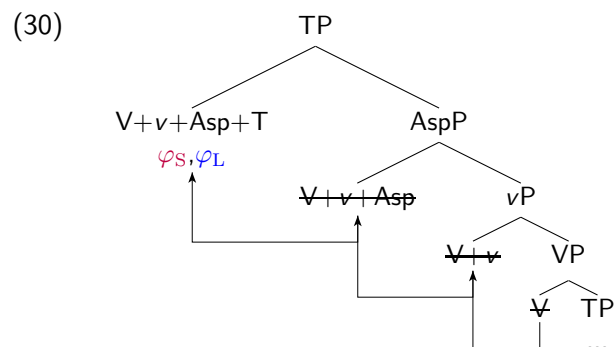 (30)
TP
V+v+Asp+T AspP
φS,φL
V+v+Asp vP
V+v VP
V TP
...